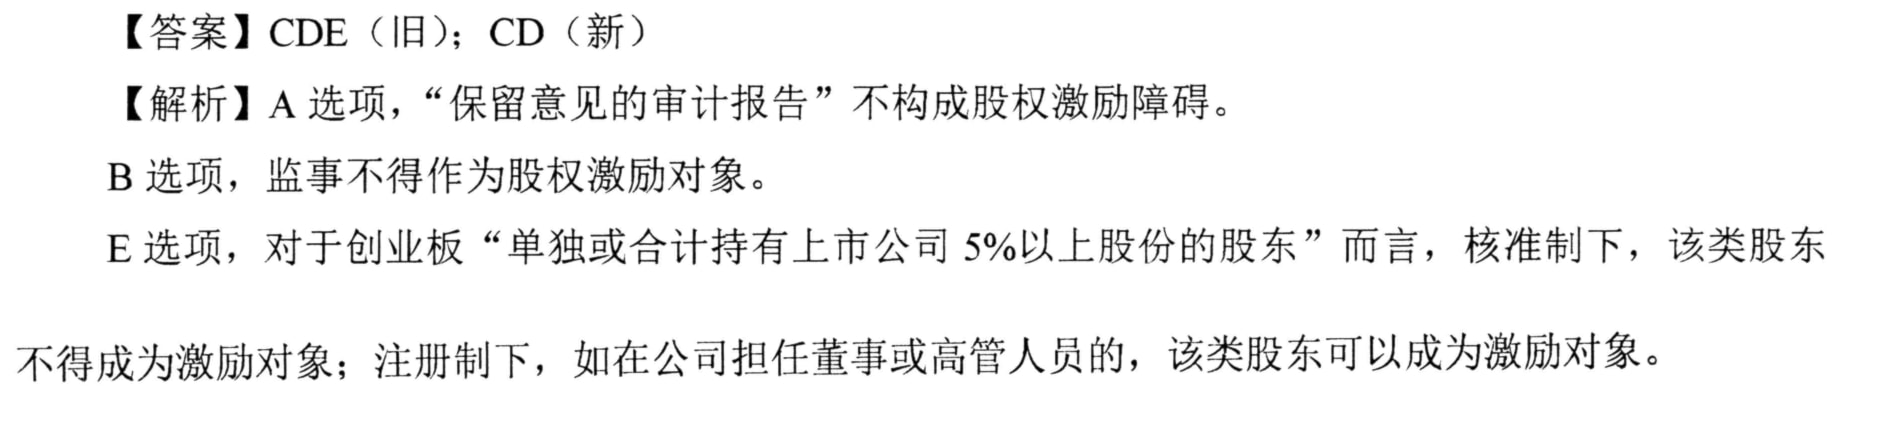 【答案】CDE（旧）；CD（新）
【解析】A 选项，“保留意见的审计报告”不构成股权激励障碍。
B 选项，监事不得作为股权激励对象。
E 选项，对于创业板“单独或合计持有上市公司 5%以上股份的股东”而言，核准制下，该类股东
不得成为激励对象；注册制下，如在公司担任董事或高管人员的，该类股东可以成为激励对象。